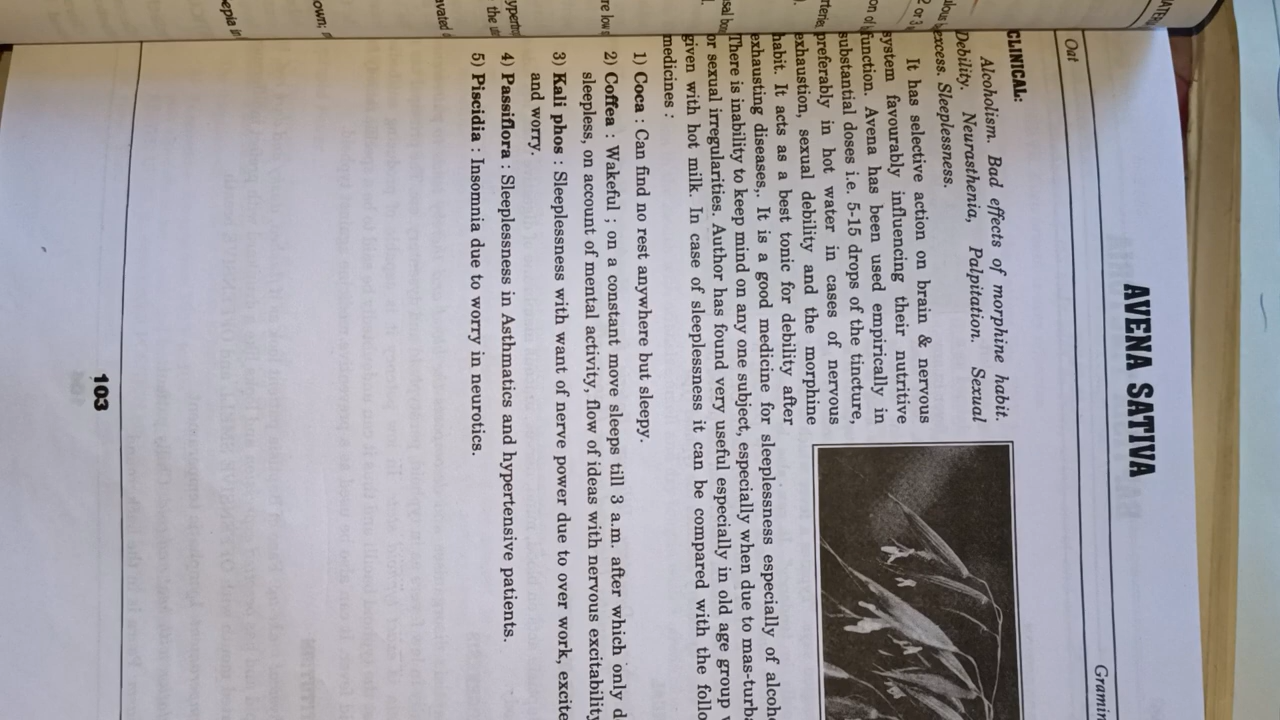 AVENA SATIVA
Oat
CLINICAL:
Alcoholism. Bad effects of morphine habit.
Debility. Neurasthenia, Palpitation. Sexual
excess. Sleeplessness.
It has selective action on brain & nervous
system favourably influencing their nutritive
function. Avena has been used empirically in
substantial doses i.e. 5-15 drops of the tincture,
preferably in hot water in cases of nervous
exhaustion, sexual debility and the morphine
habit. It acts as a best tonic for debility after
exhausting diseases,. It is a good medicine for sleeplessness especially of
There is inability to keep mind on any one subject, especially when due to
or sexual irregularities. Author has found very useful especially in old age group
given with hot milk. In case of sleeplessness it can be compared with the
medicines :
1) Coca : Can find no rest anywhere but sleepy.
2) Coffea : Wakeful ; on a constant move sleeps till 3 a.m. after which only
sleepless, on account of mental activity, flow of ideas with nervous excitability
3) Kali phos : Sleeplessness with want of nerve power due to over work,
and worry.
4) Passiflora : Sleeplessness in Asthmatics and hypertensive patients.
5) Piscidia : Insomnia due to worry in neurotics.
103